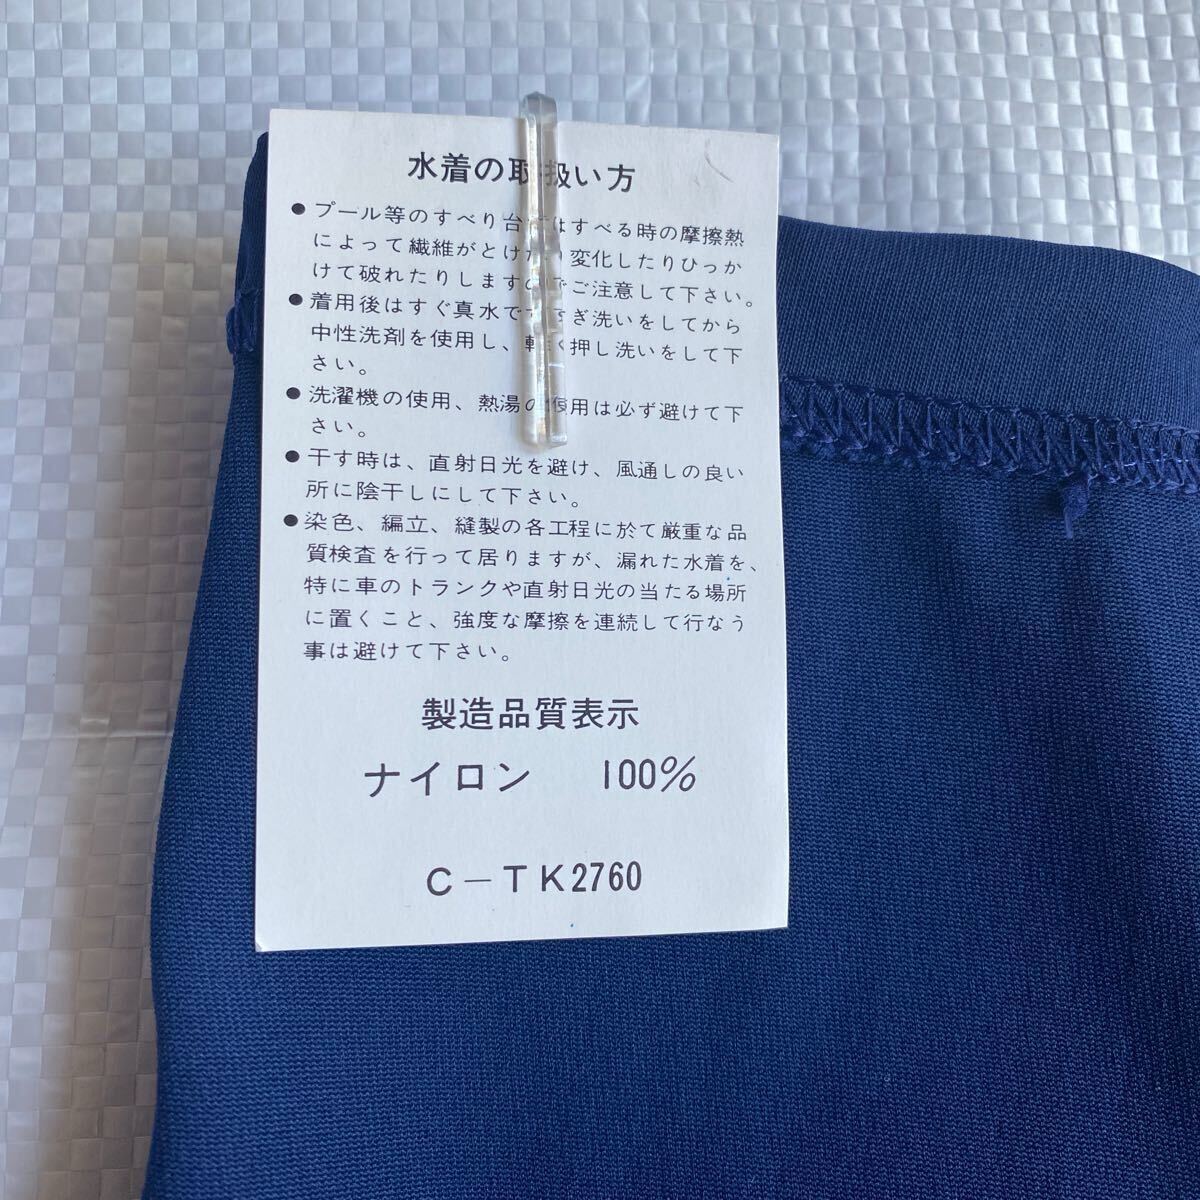 水着の取扱い方
● プール等のすべり台はすべる時の摩擦熱
によって繊維がとけたり変化したりひっか
けて破れたりしますのでご注意して下さい。
● 着用後はすぐ真水ですすぎ洗いをしてから
中性洗剤を使用し、軽く押し洗いをして下
さい。
● 洗濯機の使用、熱湯の使用は必ず避けて下
さい。
● 干す時は、直射日光を避け、風通しの良い
所に陰干しにして下さい。
● 染色、編立、縫製の各工程に於て厳重な品
質検査を行って居りますが、漏れた水着を、
特に車のトランクや直射日光の当たる場所
に置くこと、強度な摩擦を連続して行なう
事は避けて下さい。
製造品質表示
ナイロン 100%
C－TK2760